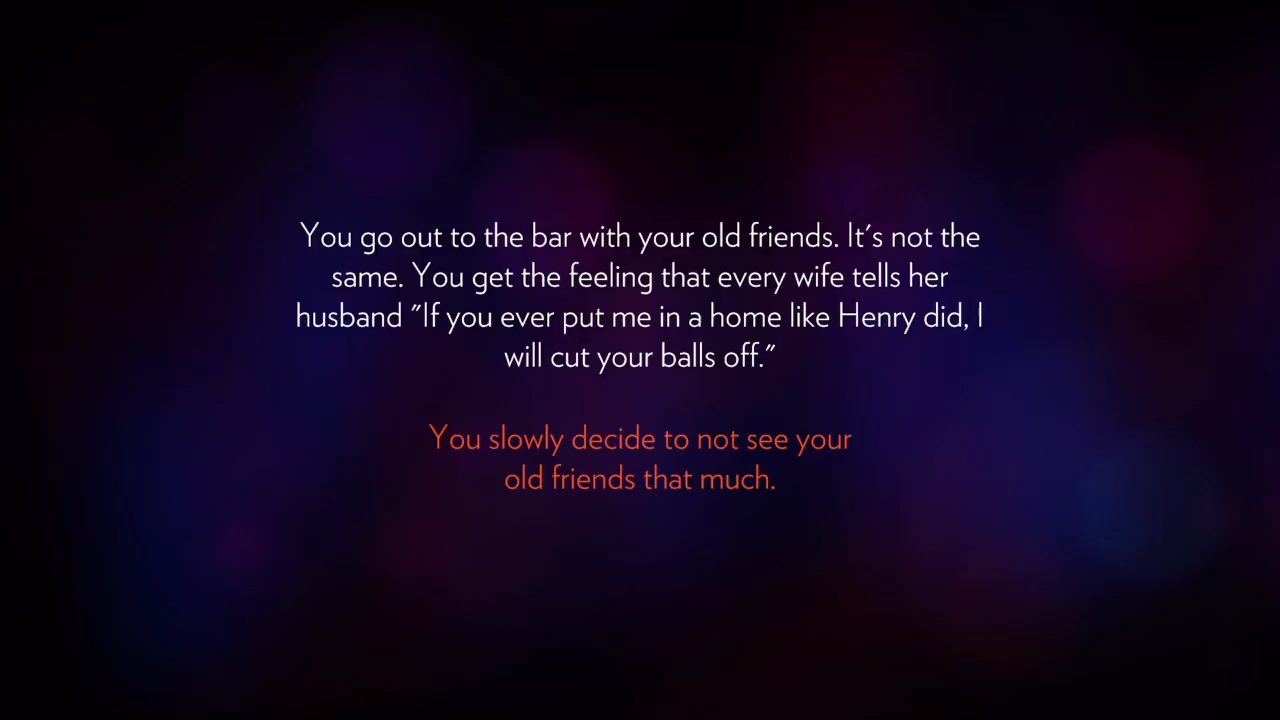 You go out to the bar with your old friends. It's not the
same. You get the feeling that every wife tells her
husband "If you ever put me in a home like Henry did, I
will cut your balls off."
You slowly decide to not see your
old friends that much.